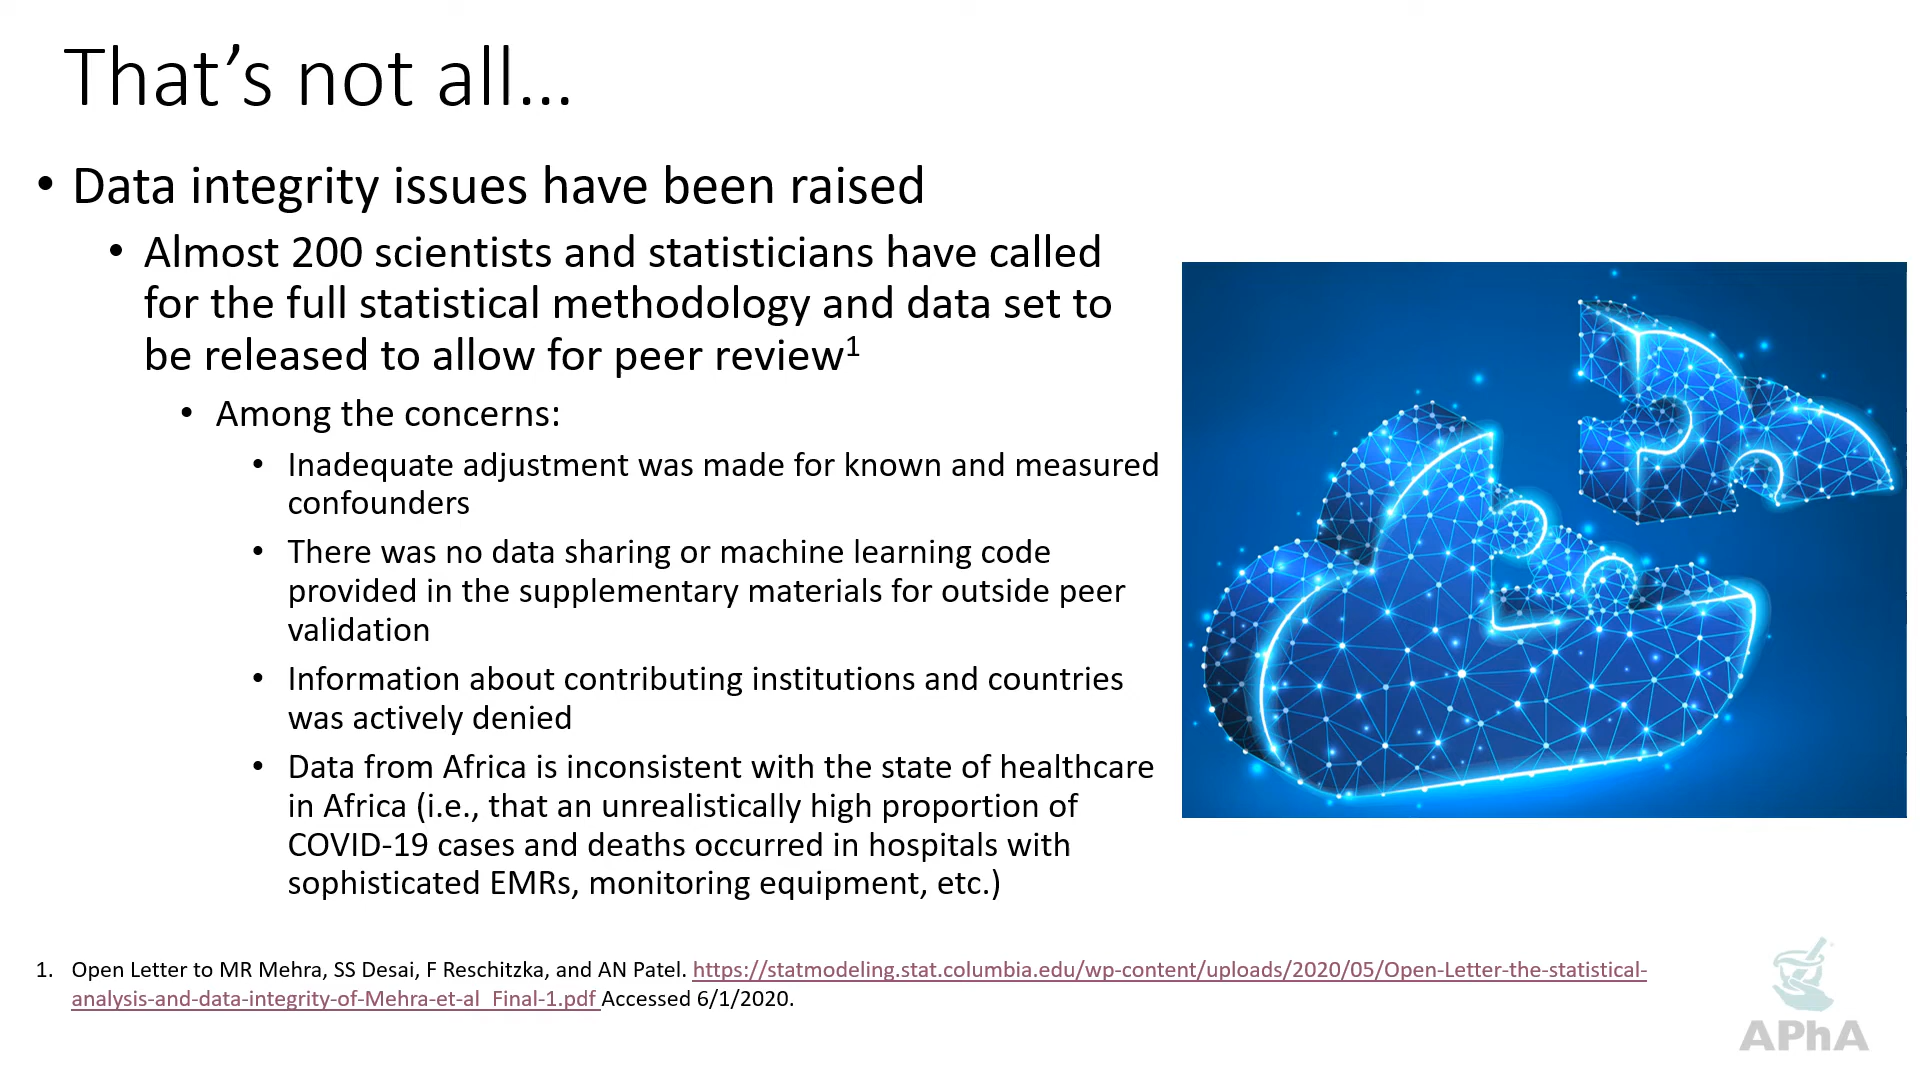 That’s not all…
• Data integrity issues have been raised
• Almost 200 scientists and statisticians have called
for the full statistical methodology and data set to
be released to allow for peer review1
• Among the concerns:
• Inadequate adjustment was made for known and measured
confounders
• There was no data sharing or machine learning code
provided in the supplementary materials for outside peer
validation
• Information about contributing institutions and countries
was actively denied
• Data from Africa is inconsistent with the state of healthcare
in Africa (i.e., that an unrealistically high proportion of
COVID-19 cases and deaths occurred in hospitals with
sophisticated EMRs, monitoring equipment, etc.)
1. Open Letter to MR Mehra, SS Desai, F Reschitzka, and AN Patel. https://statmodeling.stat.columbia.edu/wp-content/uploads/2020/05/Open-Letter-the-statistical-
analysis-and-data-integrity-of-Mehra-et-al_Final-1.pdf Accessed 6/1/2020.
APhA